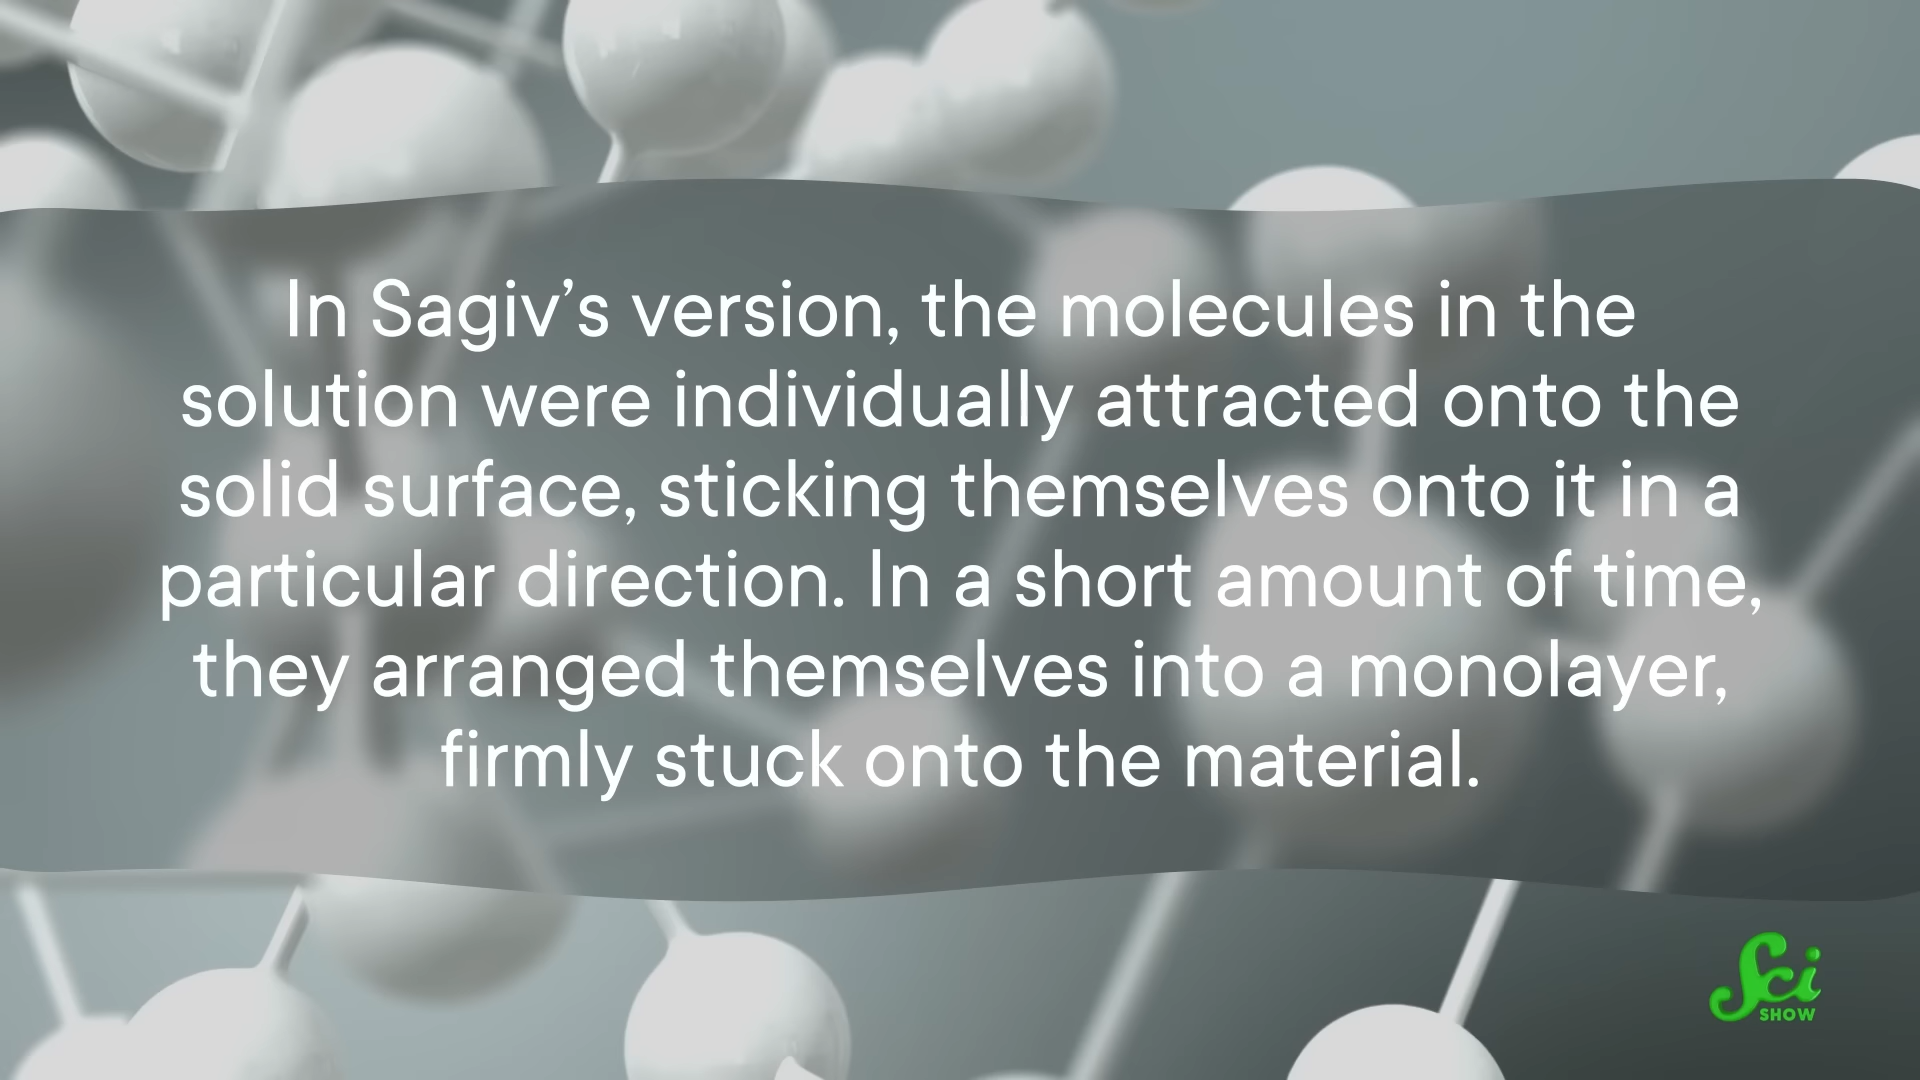 In Sagiv’s version, the molecules in the
solution were individually attracted onto the
solid surface, sticking themselves onto it in a
particular direction. In a short amount of time,
they arranged themselves into a monolayer,
firmly stuck onto the material.
Sci
SHOW